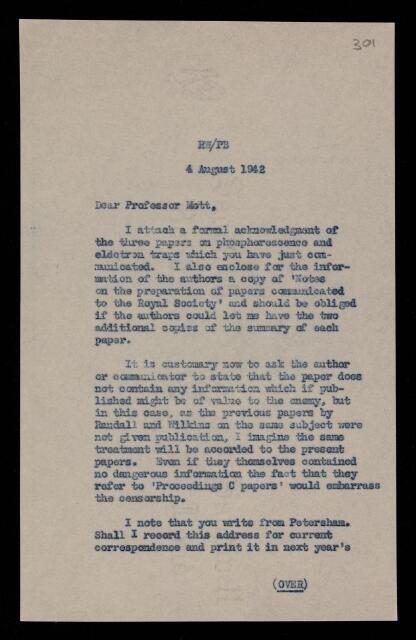 301
RW/PB
4 August 1942
Dear Professor Mott,
I attach a formal acknowledgment of
the three papers on phosphorescence and
eldctron traps which you have just com-
municated. I also enclose for the infor-
mation of the authors a copy of 'Notes
on the preparation of papers communicated
to the Royal Society' and should be obliged
if the authors could let me have the two
additional copies of the summary of each
paper.
It is customary now to ask the author
or communicator to state that the paper does
not contain any information which if pub-
lished might be of value to the enemy, but
in this case, as the previous papers by
Randall and Wilkins on the same subject were
not given publication, I imagine the same
treatment will be accorded to the present
papers. Even if they themselves contained
no dangerous information the fact that they
refer to 'Proceedings C papers' would embarrass
the censorship.
I note that you write from Petersham.
Shall I record this address for current
correspondence and print it in next year's
(OVER)